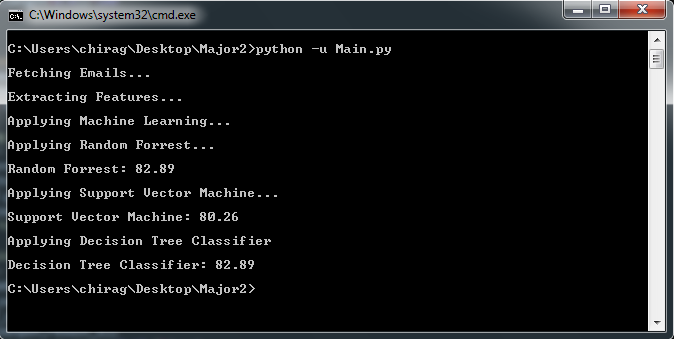 C:\Windows\system32\cmd.exe
C:\Users\chirag\Desktop\Major2>python -u Main.py
Fetching Emails...
Extracting Features...
Applying Machine Learning...
Applying Random Forrest...
Random Forrest: 82.89
Applying Support Vector Machine...
Support Vector Machine: 80.26
Applying Decision Tree Classifier
Decision Tree Classifier: 82.89
C:\Users\chirag\Desktop\Major2>